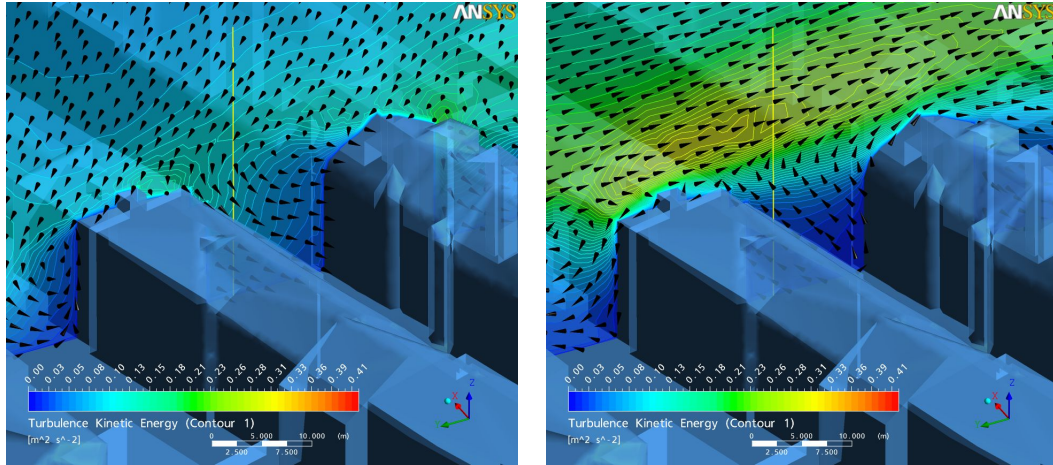 ANSYS
0.00 0.03 0.05 0.08 0.10 0.13 0.15 0.18 0.21 0.23 0.26 0.28 0.31 0.33 0.36 0.39 0.41
Turbulence Kinetic Energy (Contour 1)
[m^2 s^-2]
0 5.000 10.000 (m)
2.500 7.500
X
Y
Z
ANSYS
0.00 0.03 0.05 0.08 0.10 0.13 0.15 0.18 0.21 0.23 0.26 0.28 0.31 0.33 0.36 0.39 0.41
Turbulence Kinetic Energy (Contour 1)
[m^2 s^-2]
0 5.000 10.000 (m)
2.500 7.500
X
Y
Z